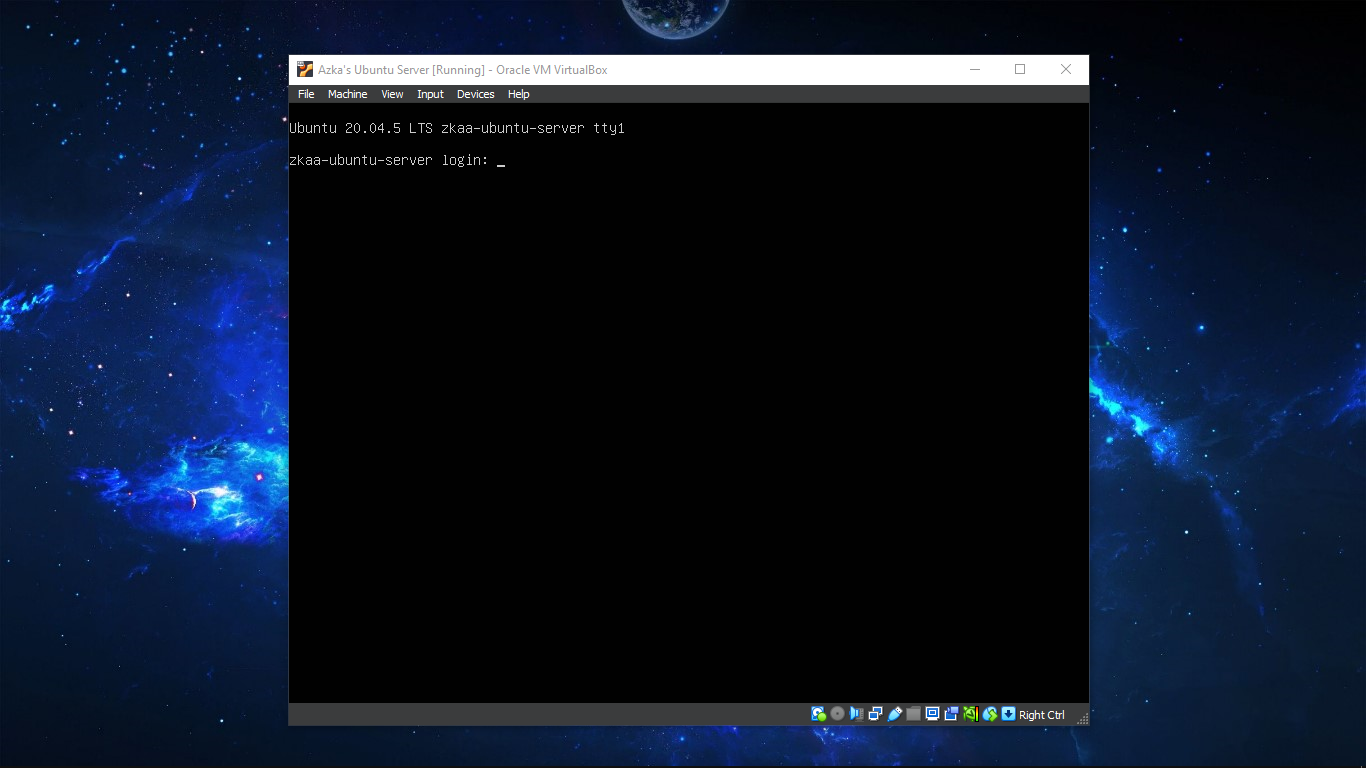 Azka's Ubuntu Server [Running] - Oracle VM VirtualBox
File Machine View Input Devices Help
Ubuntu 20.04.5 LTS zkaa-ubuntu-server tty1
zkaa-ubuntu-server login: _
Right Ctrl